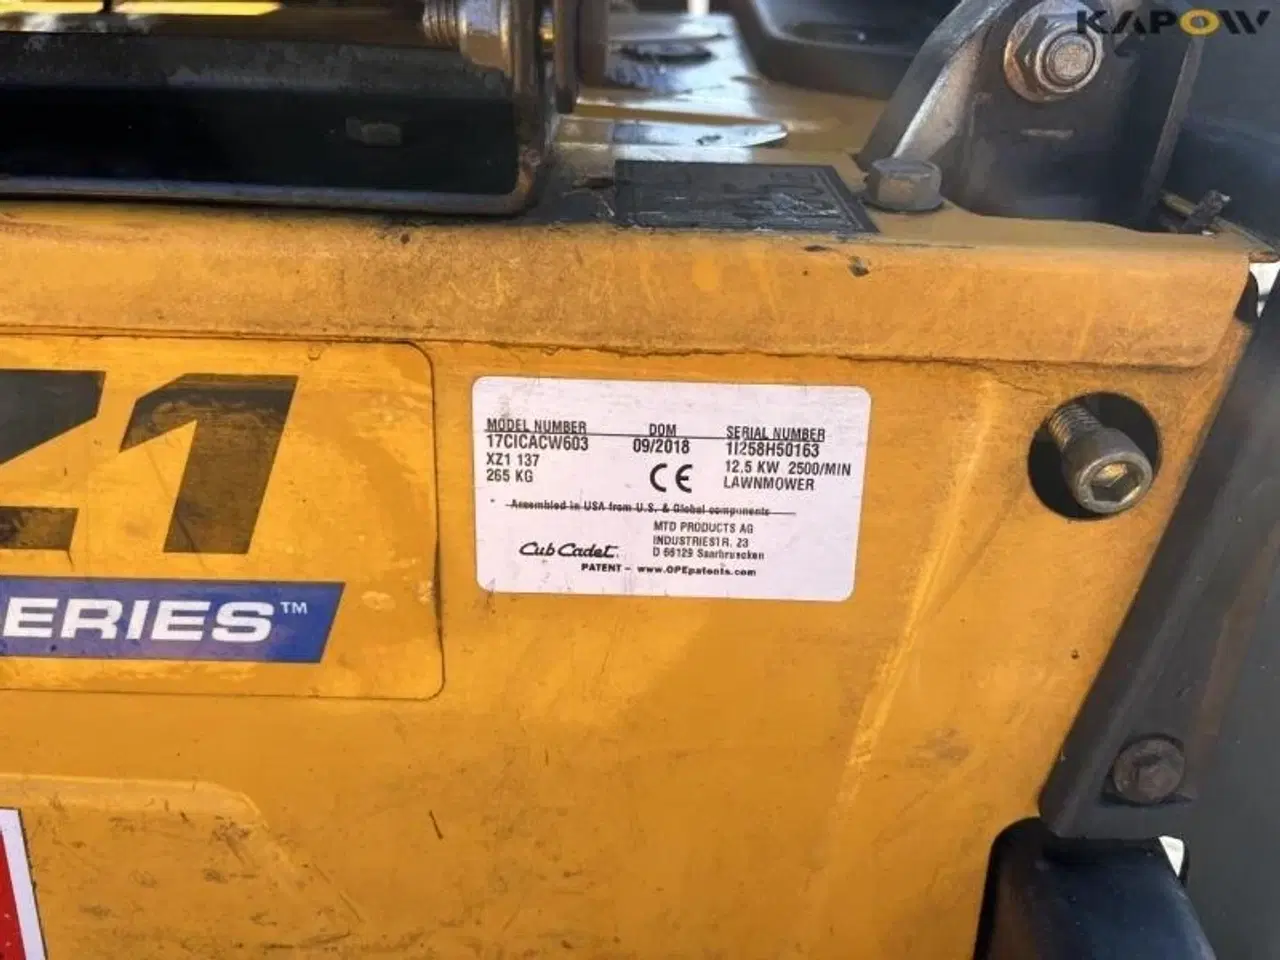 KAPOW
Z1
ERIES™
MODEL NUMBER DOM SERIAL NUMBER
17CICACW603 09/2018 1I258H50163
XZ1 137 CE 12.5 KW 2500/MIN
265 KG LAWNMOWER
Assembled in USA from U.S. & Global components
MTD PRODUCTS AG
INDUSTRIESTR. 23
Cub Cadet. D 66129 Saarbruecken
PATENT - www.OPEpatents.com